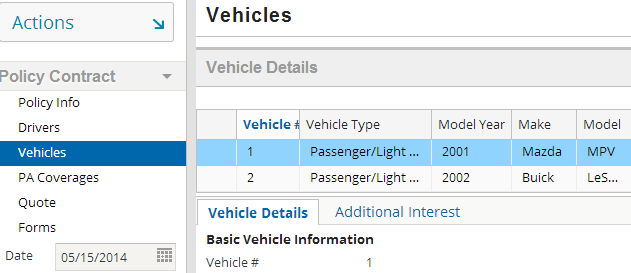 Actions
Policy Contract
Policy Info
Drivers
Vehicles
PA Coverages
Quote
Forms
Date 05/15/2014
Vehicles
Vehicle Details
Vehicle # Vehicle Type Model Year Make Model
1 Passenger/Light ... 2001 Mazda MPV
2 Passenger/Light ... 2002 Buick LeS...
Vehicle Details Additional Interest
Basic Vehicle Information
Vehicle # 1